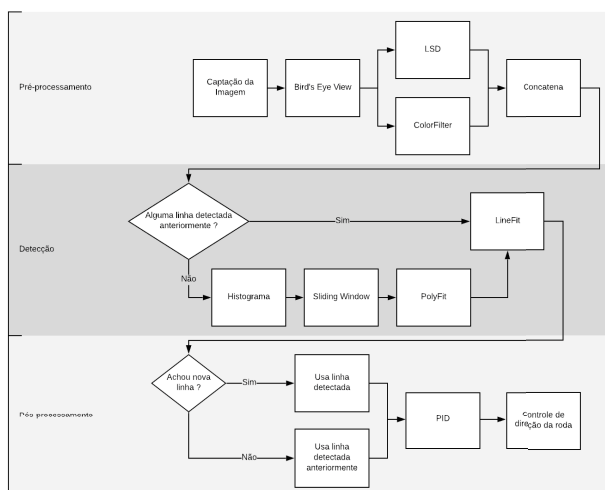 LSD
Captação da
Imagem
Bird's Eye View
Concatena
Pré-processamento
ColorFilter
Alguma linha detectada
anteriormente ?
Sim
LineFit
Detecção
Não
Histograma
Sliding Window
PolyFit
Achou nova
linha ?
Sim
Usa linha
detectada
Pós processamento
PID
Controle de
direção da roda
Não
Usa linha
detectada
anteriormente